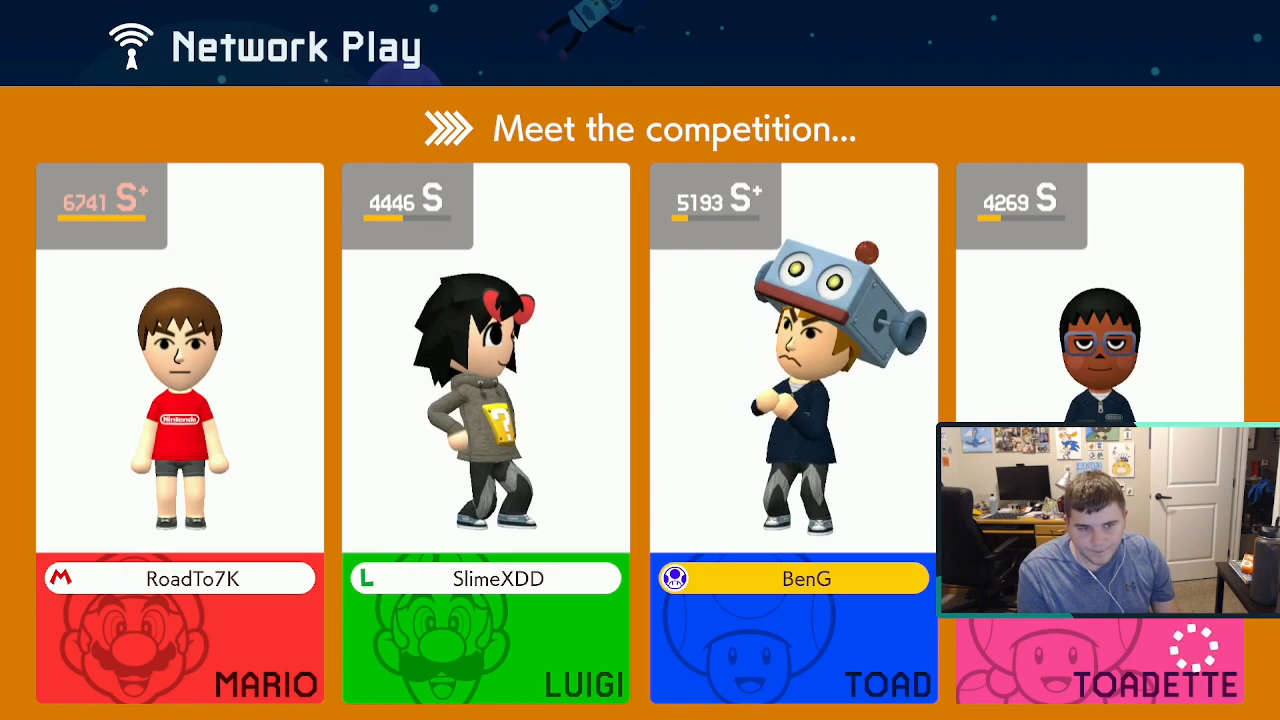 Network Play
Meet the competition...
6741 S+
4446 S
5193 S+
4269 S
Nintendo
M RoadTo7K
L SlimeXDD
BenG
MARIO
LUIGI
TOAD
TOADETTE